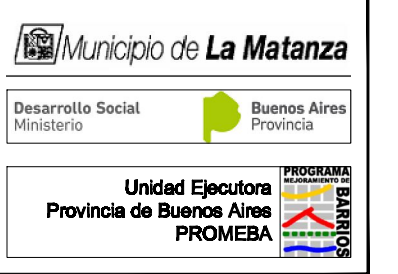 Municipio de La Matanza
Desarrollo Social
Ministerio
Buenos Aires
Provincia
Unidad Ejecutora
Provincia de Buenos Aires
PROMEBA
PROGRAMA
MEJORAMIENTO DE
BARRIOS